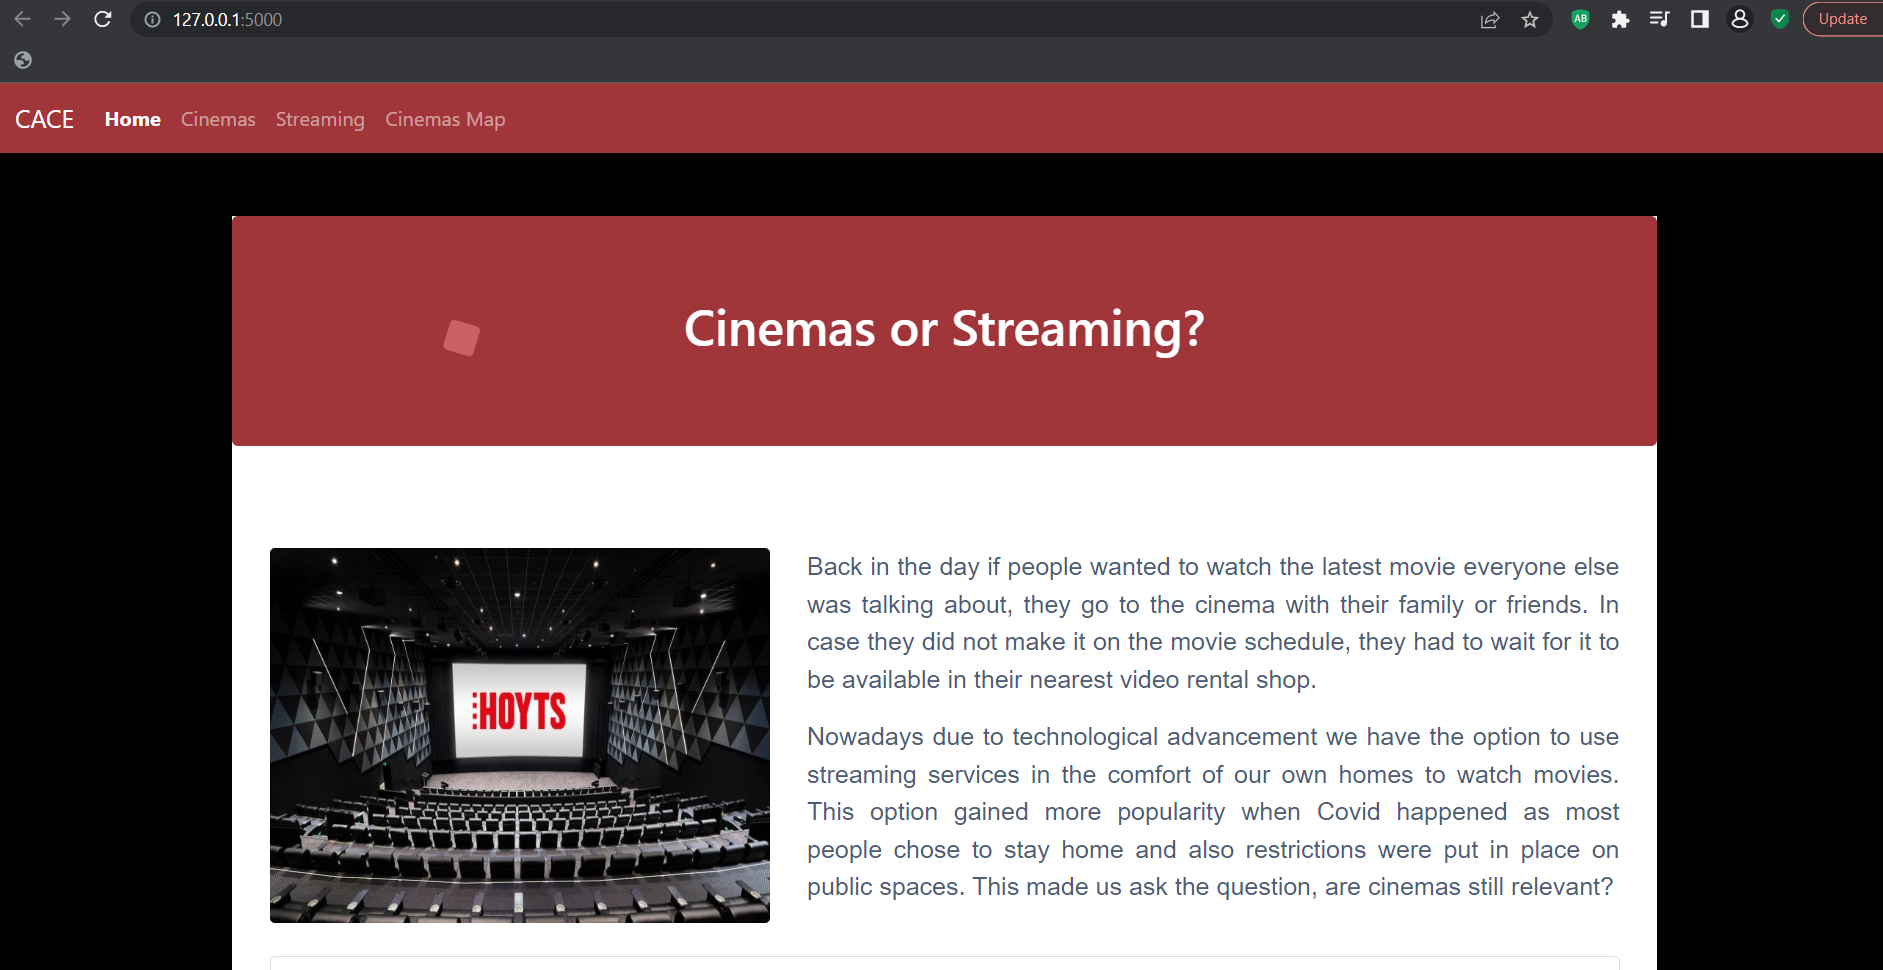 127.0.0.1:5000
AB
Update
CACE Home Cinemas Streaming Cinemas Map
Cinemas or Streaming?
HOYTS
Back in the day if people wanted to watch the latest movie everyone else
was talking about, they go to the cinema with their family or friends. In
case they did not make it on the movie schedule, they had to wait for it to
be available in their nearest video rental shop.
Nowadays due to technological advancement we have the option to use
streaming services in the comfort of our own homes to watch movies.
This option gained more popularity when Covid happened as most
people chose to stay home and also restrictions were put in place on
public spaces. This made us ask the question, are cinemas still relevant?